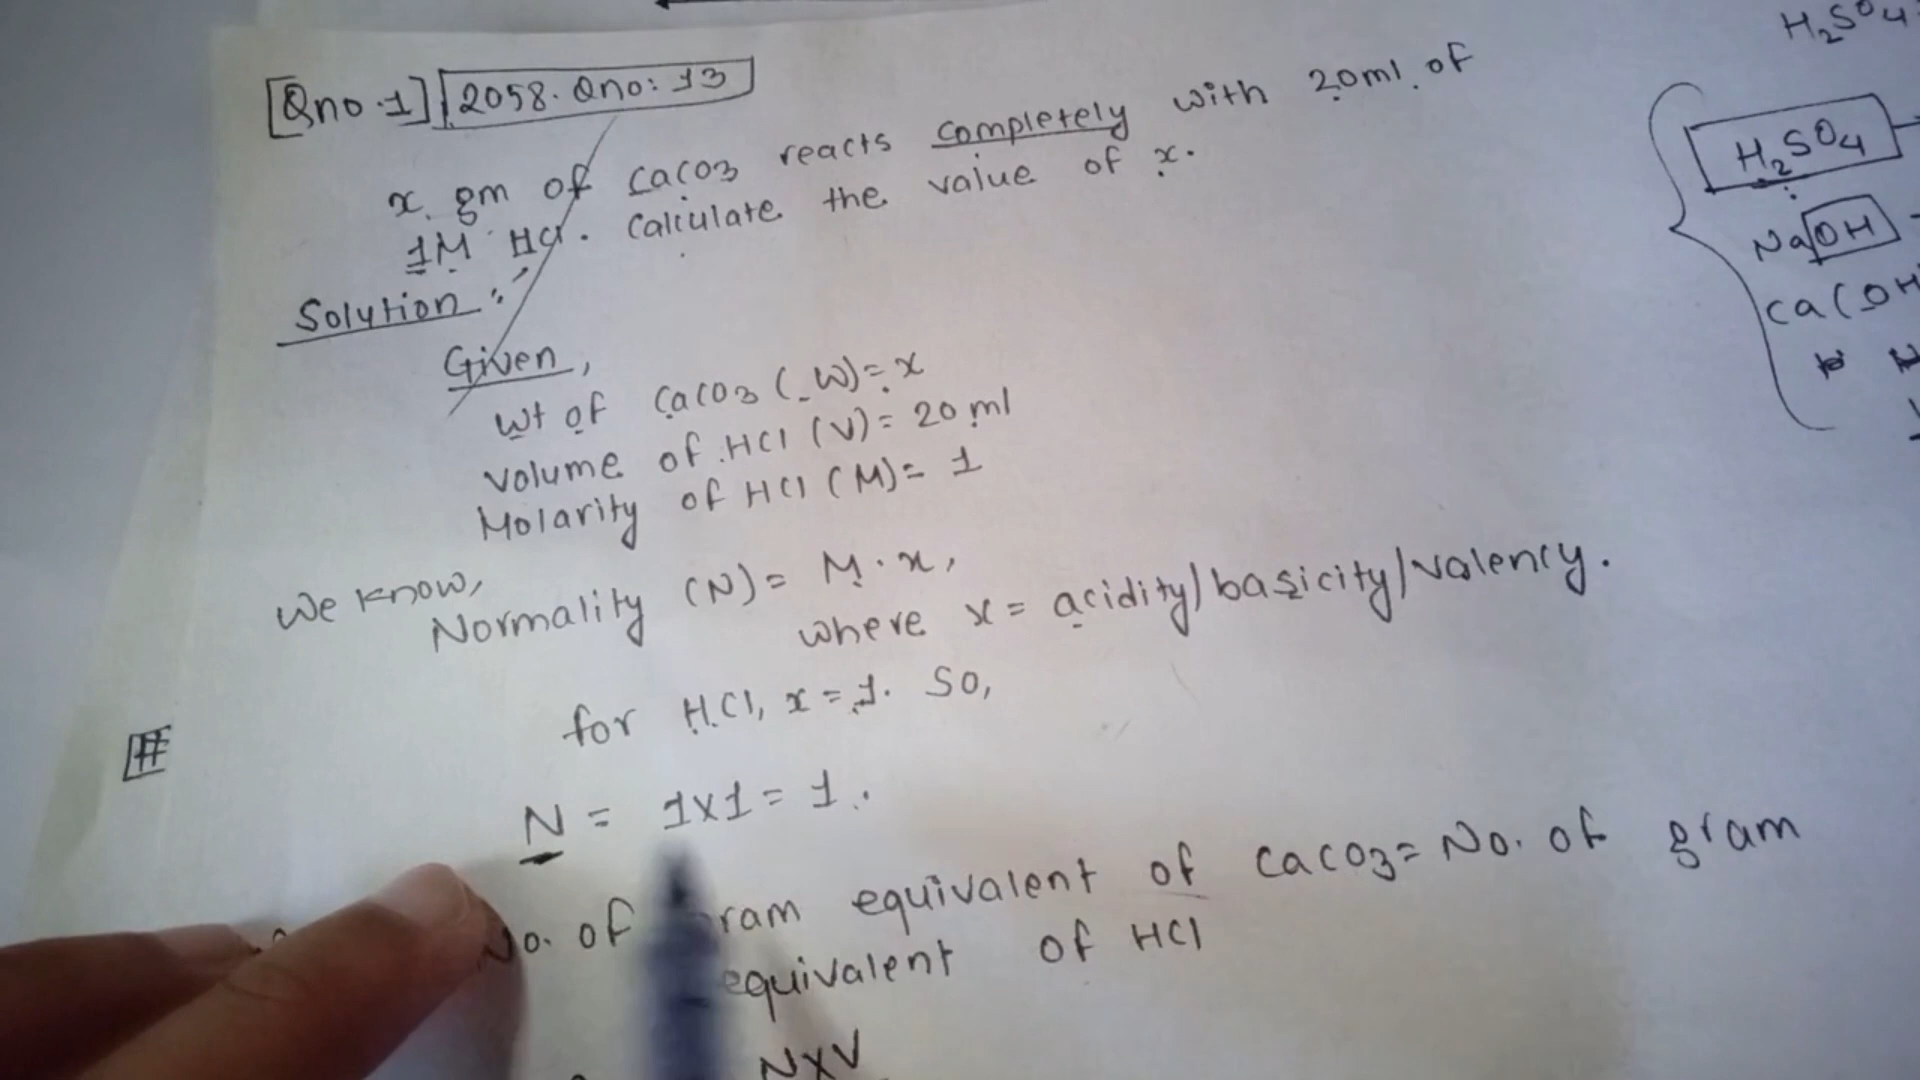 [Qno.1] 2058. Qno: 13
x gm of CaCO3 reacts completely with 20ml of
1M HCl. Calculate the value of x.
Solution:
Given,
wt of CaCO3 (W)= x
volume of HCl (V)= 20 ml
Molarity of HCl (M)= 1
We know,
Normality (N)= M.x,
where x= acidity/basicity/valency.
for HCl, x=1. So,
#
N = 1x1=1.
No. of gram equivalent of CaCO3= No. of gram
equivalent of HCl
NxV
H2SO4
H2SO4
NaOH
Ca(OH